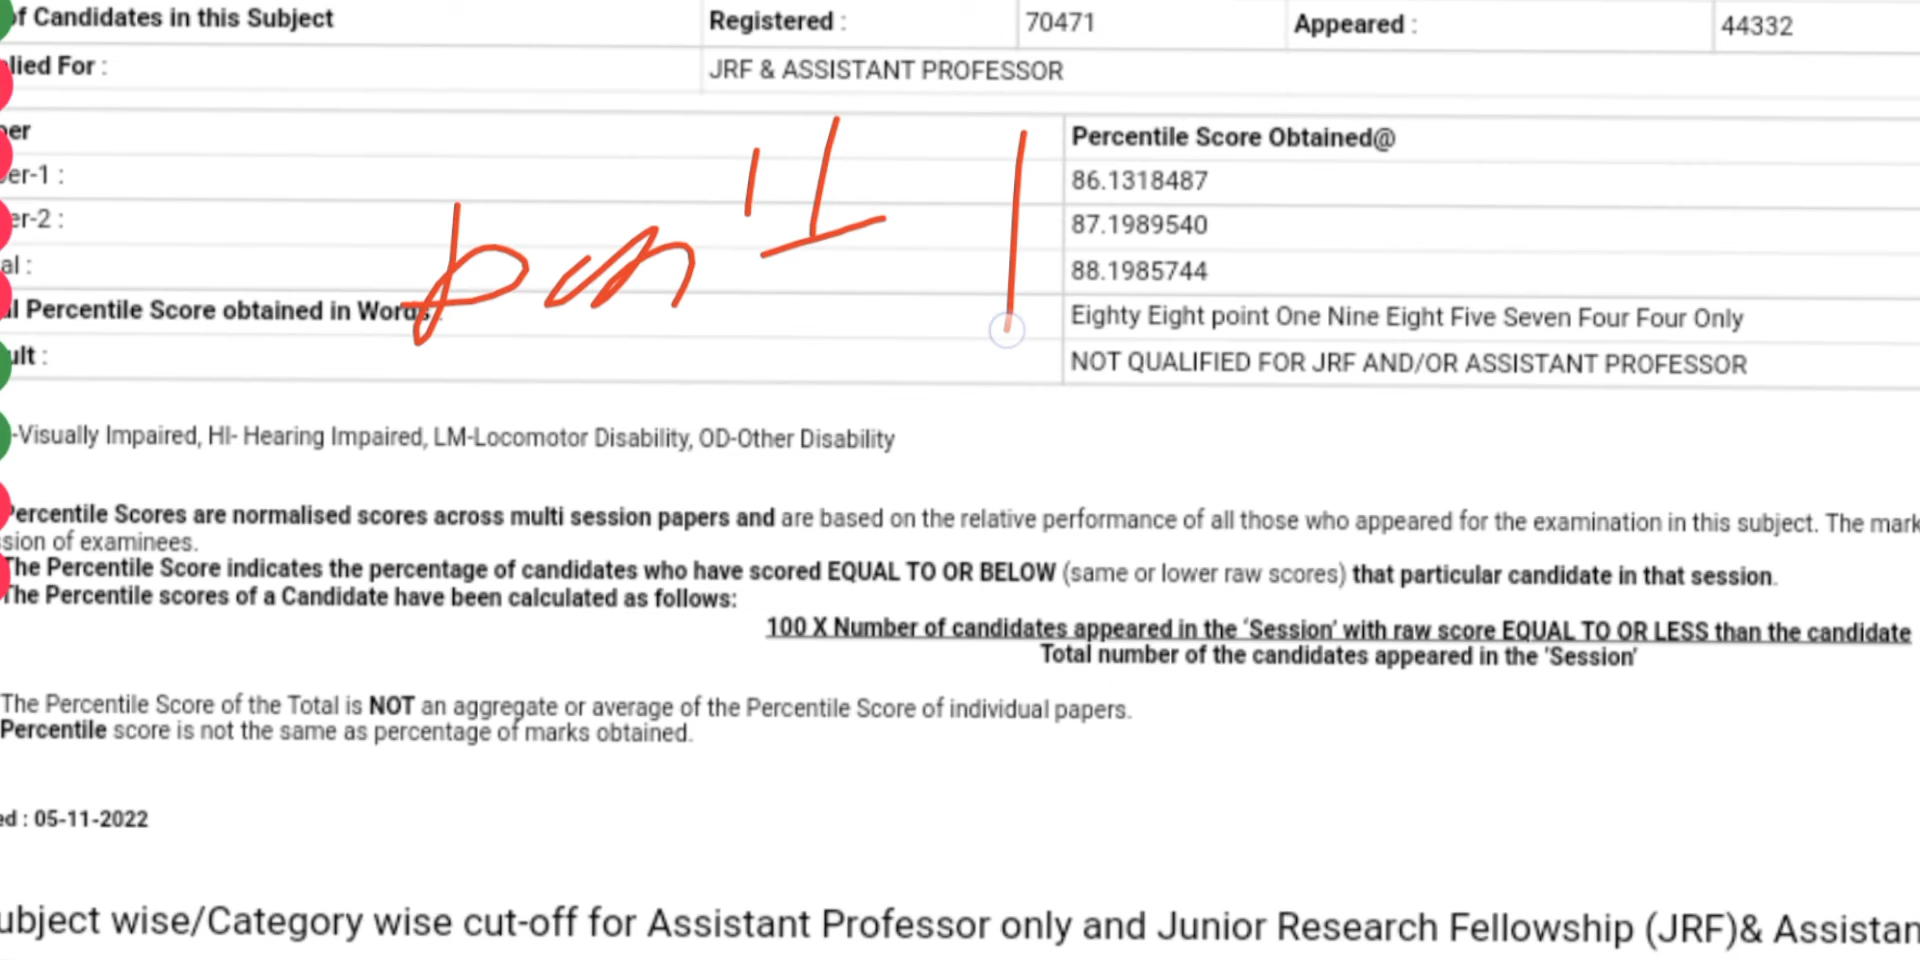 of Candidates in this Subject Registered : 70471 Appeared : 44332
lied For : JRF & ASSISTANT PROFESSOR
er Percentile Score Obtained@
er-1 : 86.1318487
er-2 : 87.1989540
al : 88.1985744
l Percentile Score obtained in Words Eighty Eight point One Nine Eight Five Seven Four Four Only
ult : NOT QUALIFIED FOR JRF AND/OR ASSISTANT PROFESSOR
-Visually Impaired, HI- Hearing Impaired, LM-Locomotor Disability, OD-Other Disability
Percentile Scores are normalised scores across multi session papers and are based on the relative performance of all those who appeared for the examination in this subject. The mark
sion of examinees.
The Percentile Score indicates the percentage of candidates who have scored EQUAL TO OR BELOW (same or lower raw scores) that particular candidate in that session.
The Percentile scores of a Candidate have been calculated as follows:
100 X Number of candidates appeared in the 'Session' with raw score EQUAL TO OR LESS than the candidate
Total number of the candidates appeared in the 'Session'
The Percentile Score of the Total is NOT an aggregate or average of the Percentile Score of individual papers.
Percentile score is not the same as percentage of marks obtained.
ed : 05-11-2022
ubject wise/Category wise cut-off for Assistant Professor only and Junior Research Fellowship (JRF)& Assistan